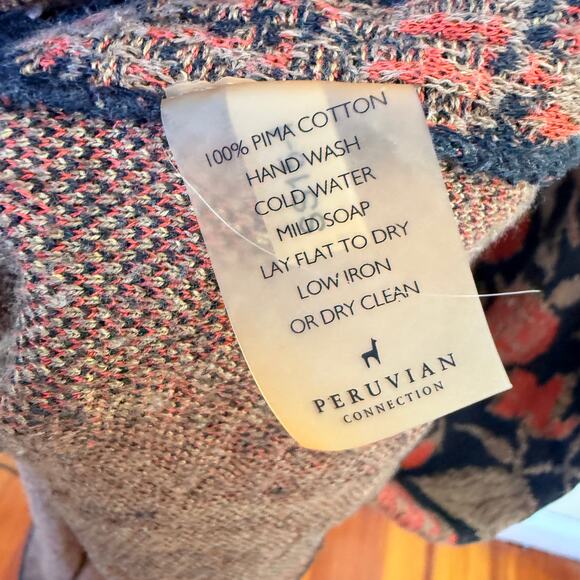 100% PIMA COTTON
HAND WASH
COLD WATER
MILD SOAP
LAY FLAT TO DRY
LOW IRON
OR DRY CLEAN
PERUVIAN
CONNECTION